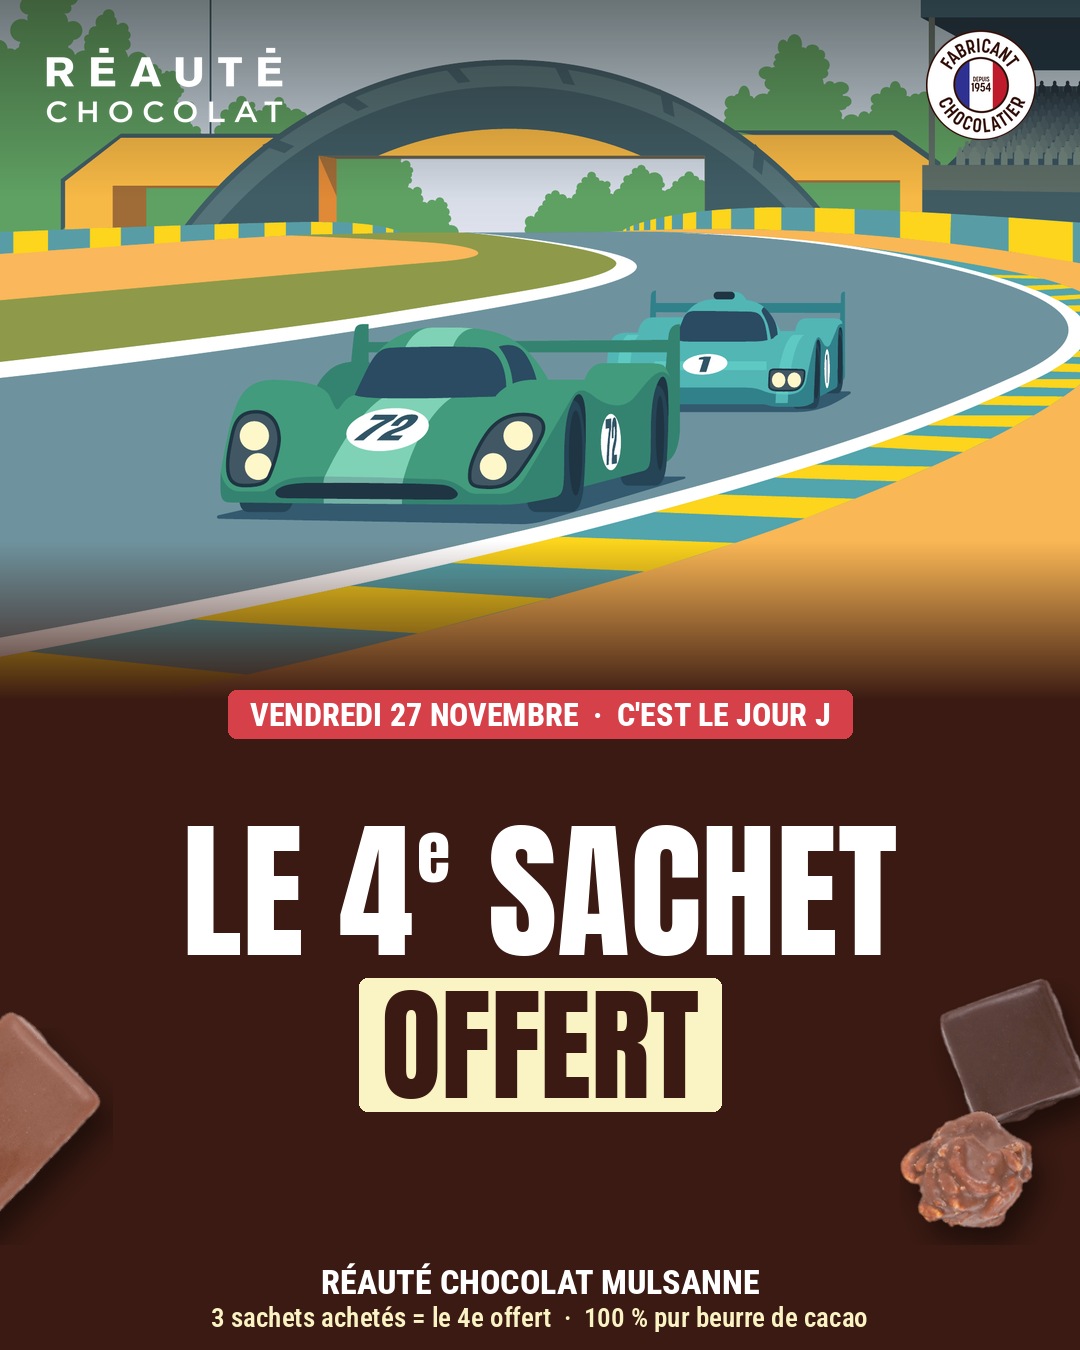 RÉAUTÉ
CHOCOLAT
FABRICANT
DEPUIS
1954
CHOCOLATIER
1
72
72
VENDREDI 27 NOVEMBRE · C'EST LE JOUR J
LE 4e SACHET
OFFERT
RÉAUTÉ CHOCOLAT MULSANNE
3 sachets achetés = le 4e offert · 100 % pur beurre de cacao